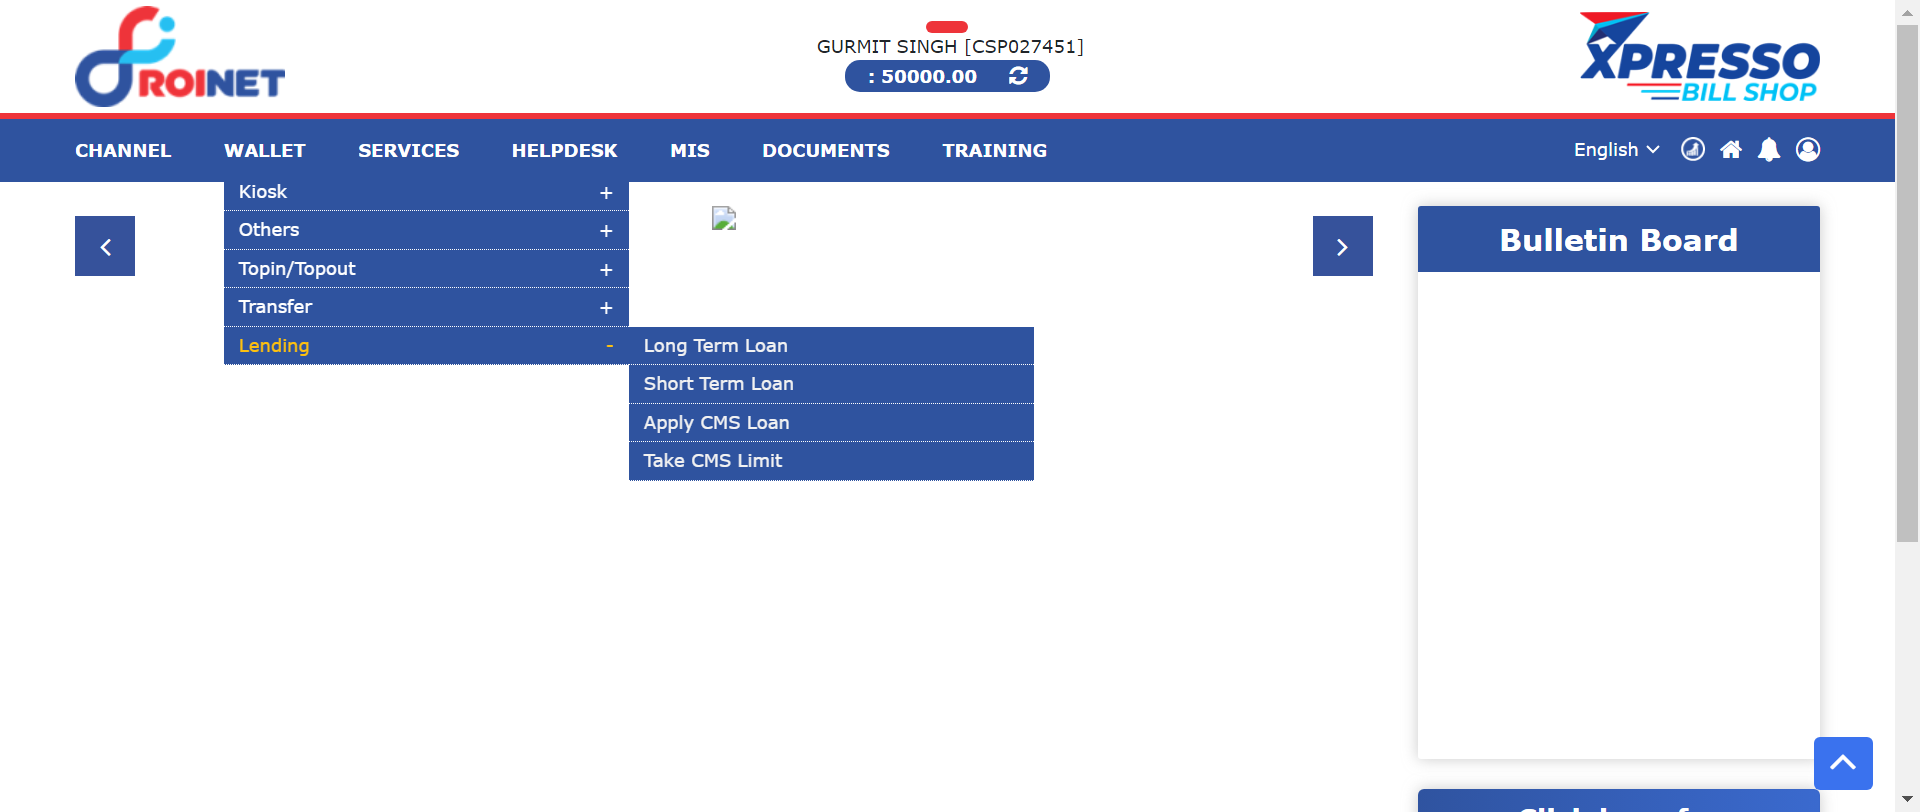 ROINET
GURMIT SINGH [CSP027451]
: 50000.00
XPRESSO
BILL SHOP
CHANNEL WALLET SERVICES HELPDESK MIS DOCUMENTS TRAINING English
Kiosk +
Others +
Topin/Topout +
Transfer +
Lending -
Long Term Loan
Short Term Loan
Apply CMS Loan
Take CMS Limit
Bulletin Board